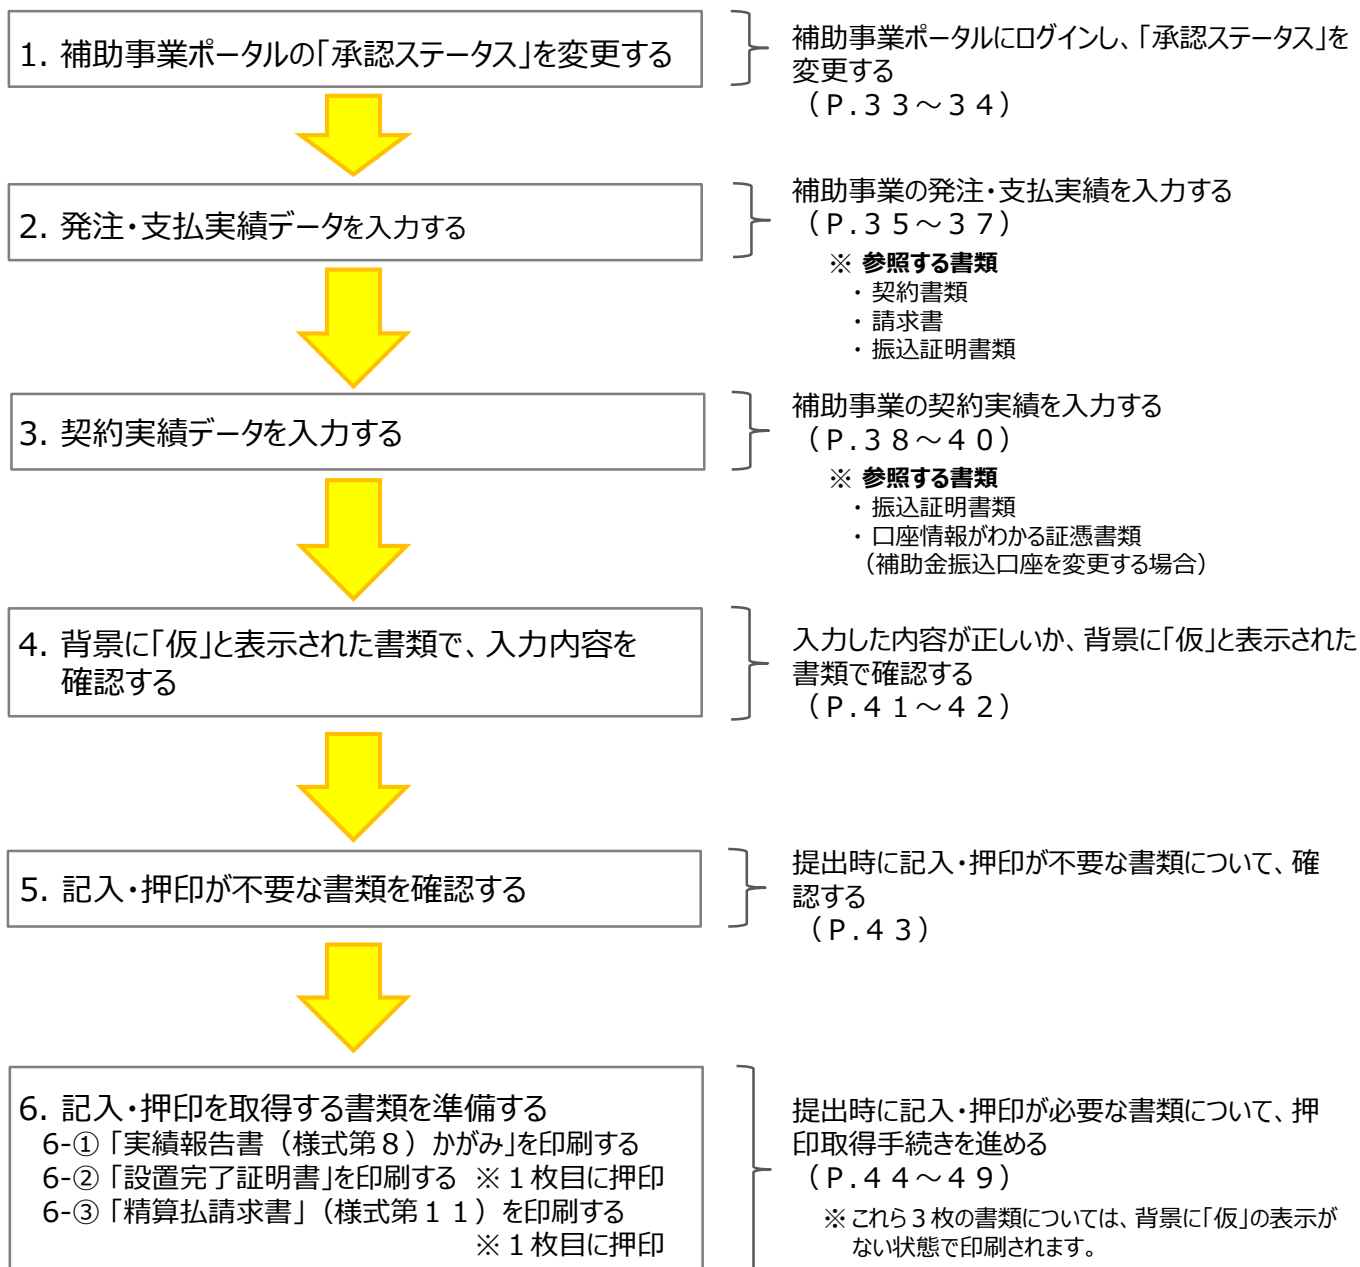 1. 補助事業ポータルの「承認ステータス」を変更する
補助事業ポータルにログインし、「承認ステータス」を
変更する
（P.３３～３４）
2. 発注・支払実績データを入力する
補助事業の発注・支払実績を入力する
（P.３５～３７）
※ 参照する書類
・ 契約書類
・ 請求書
・ 振込証明書類
3. 契約実績データを入力する
補助事業の契約実績を入力する
（P.３８～４０）
※ 参照する書類
・ 振込証明書類
・ 口座情報がわかる証憑書類
（補助金振込口座を変更する場合）
4. 背景に「仮」と表示された書類で、入力内容を
確認する
入力した内容が正しいか、背景に「仮」と表示された
書類で確認する
（P.４１～４２）
5. 記入・押印が不要な書類を確認する
提出時に記入・押印が不要な書類について、確
認する
（P.４３）
6. 記入・押印を取得する書類を準備する
6-①「実績報告書（様式第８）かがみ」を印刷する
6-②「設置完了証明書」を印刷する ※１枚目に押印
6-③「精算払請求書」（様式第１１）を印刷する
※１枚目に押印
提出時に記入・押印が必要な書類について、押
印取得手続きを進める
（P.４４～４９）
※ これら３枚の書類については、背景に「仮」の表示が
ない状態で印刷されます。